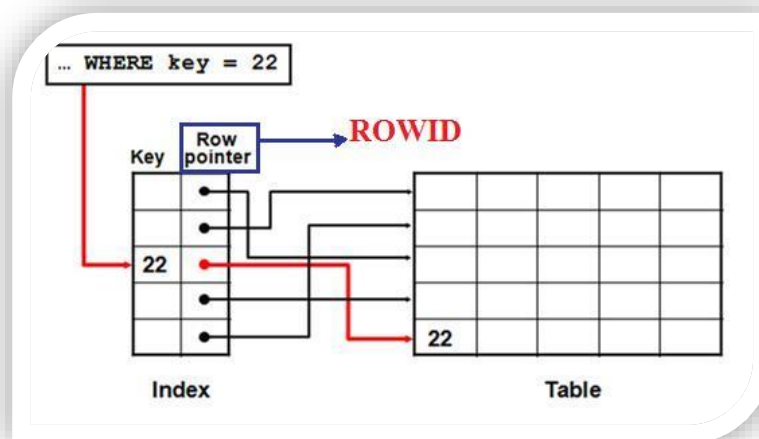 … WHERE key = 22
ROWID
Row
Key pointer
22
22
Index
Table